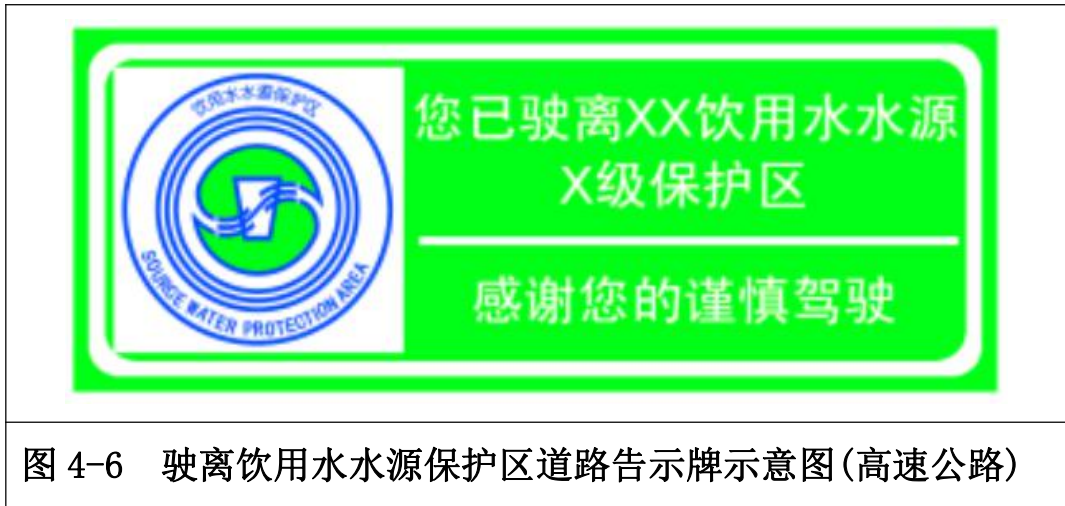 饮用水水源保护区
SOURCE WATER PROTECTION AREA
您已驶离XX饮用水水源
X级保护区
感谢您的谨慎驾驶
图 4-6 驶离饮用水水源保护区道路告示牌示意图(高速公路)